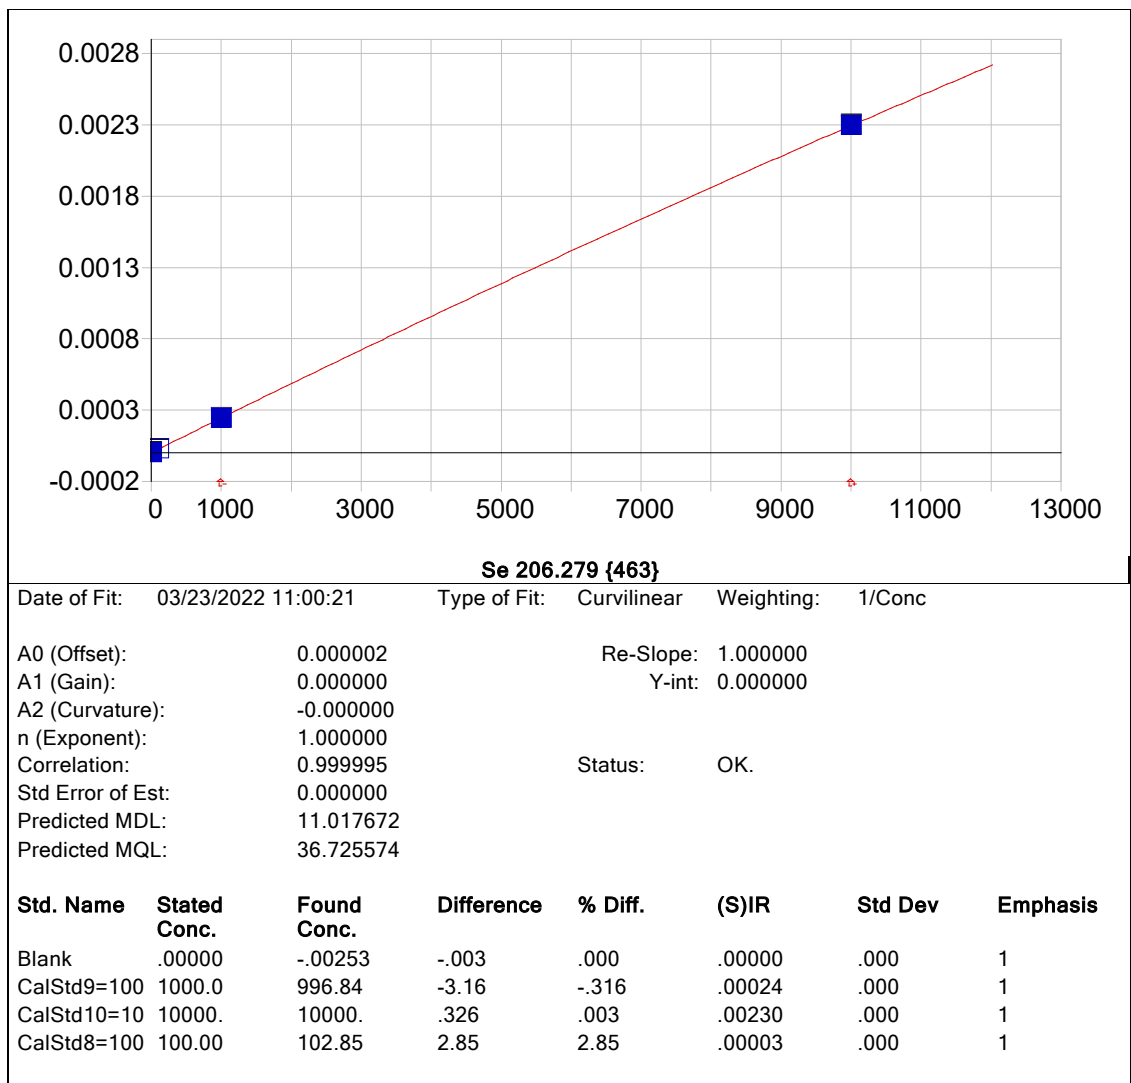 0.0028
0.0023
0.0018
0.0013
0.0008
0.0003
-0.0002
0 1000 3000 5000 7000 9000 11000 13000
Se 206.279 {463}
Date of Fit: 03/23/2022 11:00:21 Type of Fit: Curvilinear Weighting: 1/Conc
A0 (Offset): 0.000002 Re-Slope: 1.000000
A1 (Gain): 0.000000 Y-int: 0.000000
A2 (Curvature): -0.000000
n (Exponent): 1.000000
Correlation: 0.999995 Status: OK.
Std Error of Est: 0.000000
Predicted MDL: 11.017672
Predicted MQL: 36.725574
Std. Name Stated Found Difference % Diff. (S)IR Std Dev Emphasis
Conc. Conc.
Blank .00000 -.00253 -.003 .000 .00000 .000 1
CalStd9=100 1000.0 996.84 -3.16 -.316 .00024 .000 1
CalStd10=10 10000. 10000. .326 .003 .00230 .000 1
CalStd8=100 100.00 102.85 2.85 2.85 .00003 .000 1